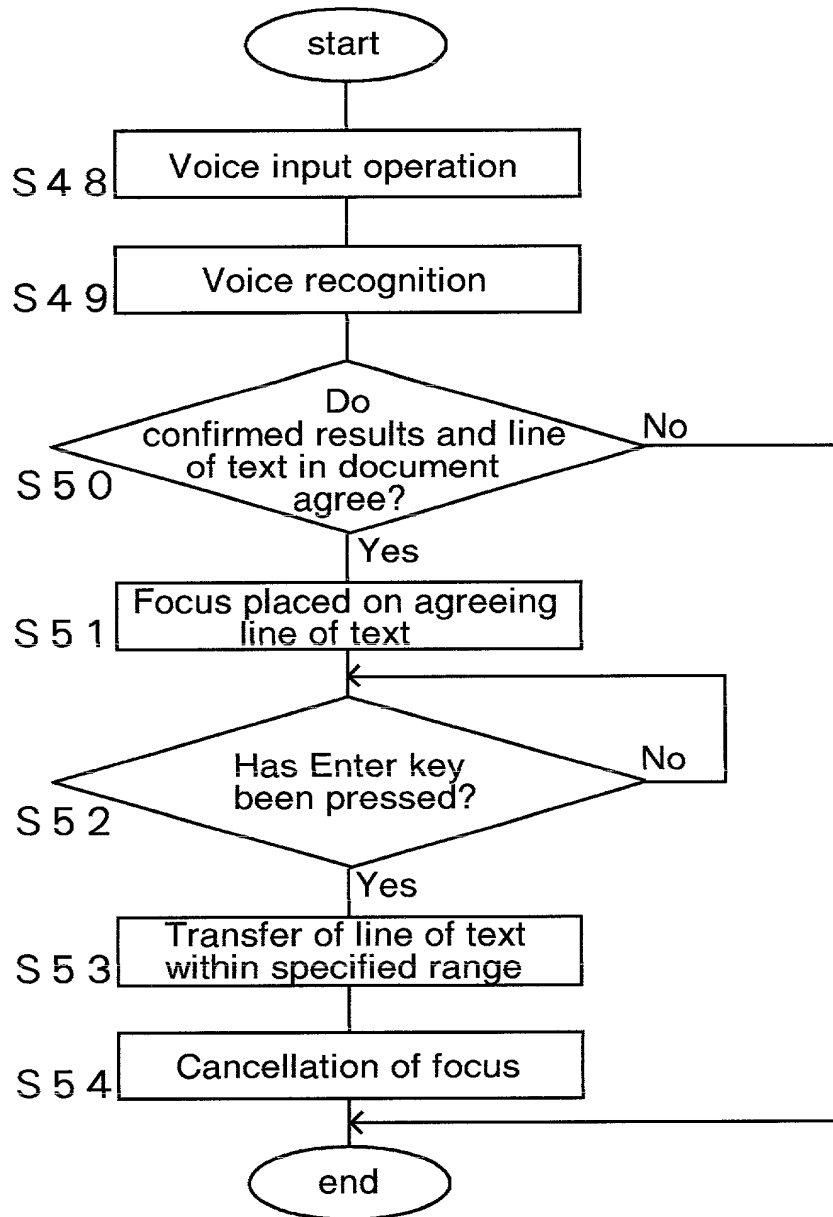 start
S48
Voice input operation
S49
Voice recognition
S50
Do
confirmed results and line
of text in document
agree?
No
Yes
S51
Focus placed on agreeing
line of text
S52
Has Enter key
been pressed?
No
Yes
S53
Transfer of line of text
within specified range
S54
Cancellation of focus
end